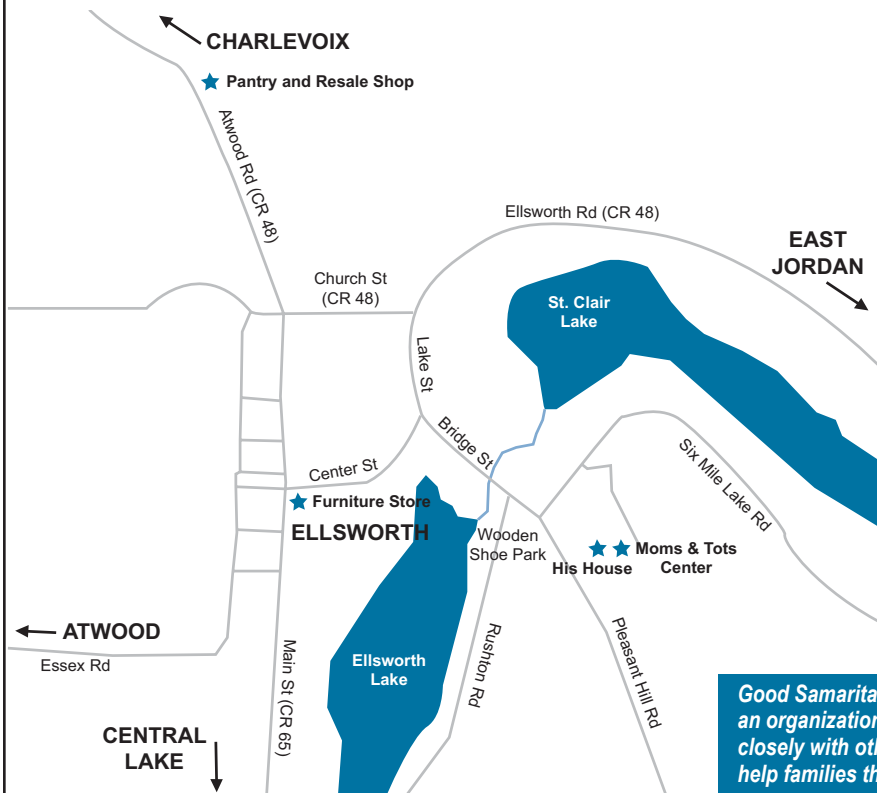 CHARLEVOIX
Pantry and Resale Shop
Atwood Rd (CR 48)
Ellsworth Rd (CR 48)
EAST
JORDAN
Church St
(CR 48)
St. Clair
Lake
Lake St
Bridge St
Center St
Six Mile Lake Rd
Furniture Store
ELLSWORTH
Wooden
Shoe Park
Moms & Tots
Center
His House
ATWOOD
Essex Rd
Main St (CR 65)
Ellsworth
Lake
Rushton Rd
Pleasant Hill Rd
CENTRAL
LAKE
Good Samarita
an organization
closely with oth
help families th